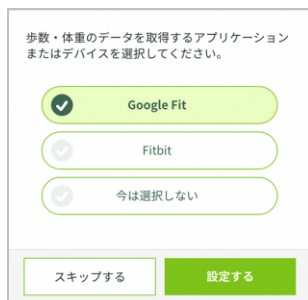 歩数・体重のデータを取得するアプリケーション
またはデバイスを選択してください。
Google Fit
Fitbit
今は選択しない
スキップする
設定する